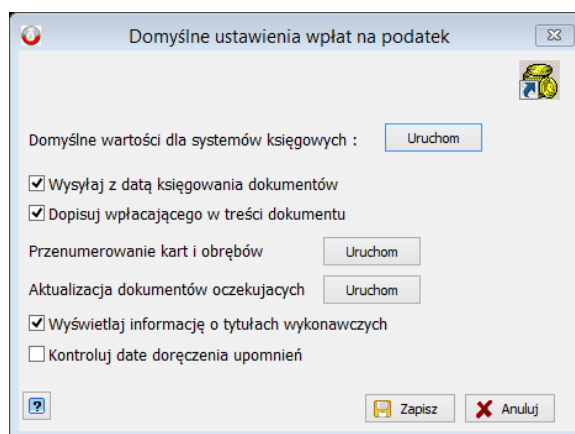 Domyślne ustawienia wpłat na podatek
Domyślne wartości dla systemów księgowych : Uruchom
Wysyłaj z datą księgowania dokumentów
Dopisuj wpłacającego w treści dokumentu
Przenumerowanie kart i obrębów Uruchom
Aktualizacja dokumentów oczekujacych Uruchom
Wyświetlaj informację o tytułach wykonawczych
Kontroluj date doręczenia upomnień
? Zapisz Anuluj